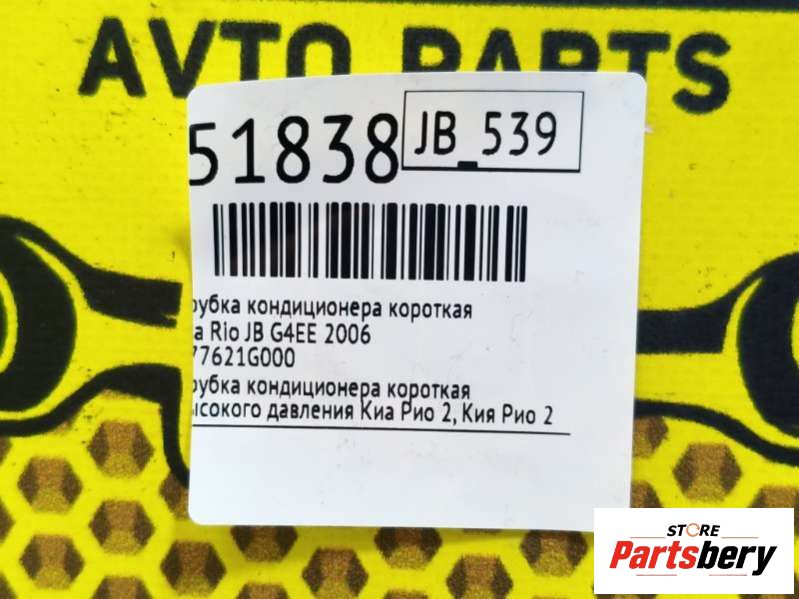 AVTO PARTS
51838
JB_539
рубка кондиционера короткая
a Rio JB G4EE 2006
77621G000
рубка кондиционера короткая
ысокого давления Киа Рио 2, Кия Рио 2
STORE
Partsbery